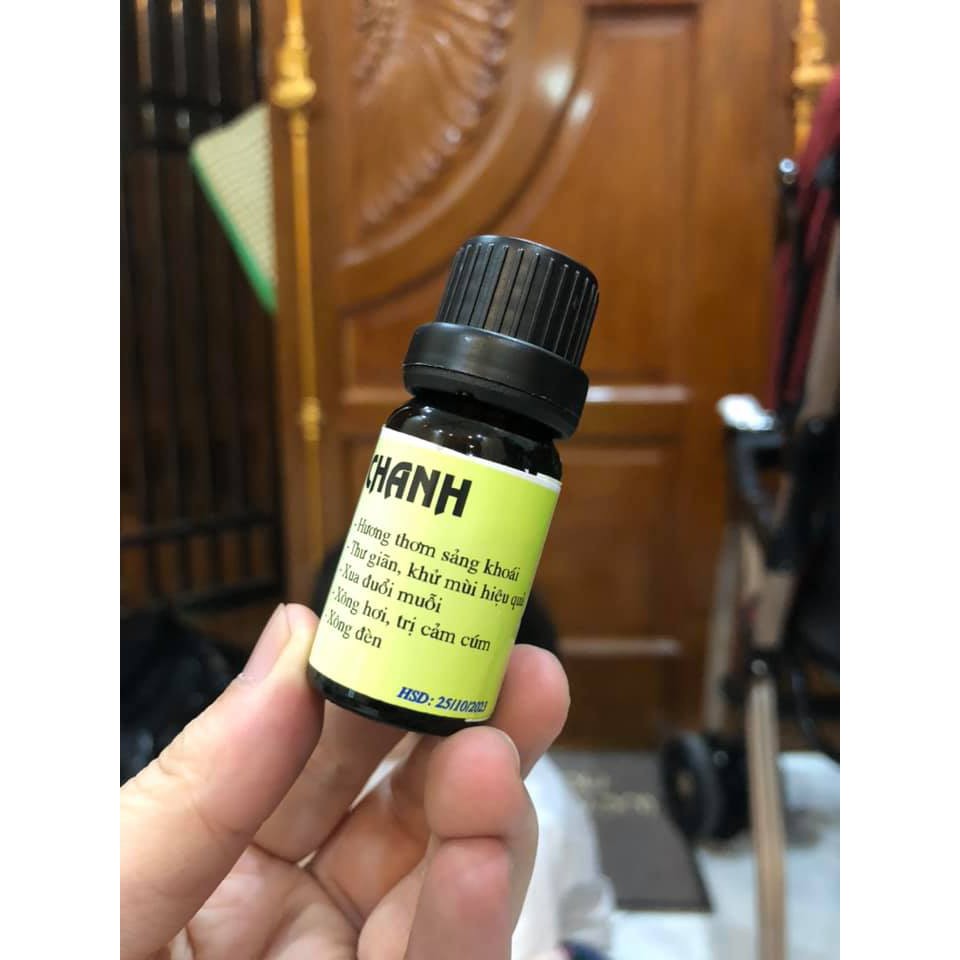 CHANH
- Hương thơm sảng khoái
- Thư giãn, khử mùi hiệu quả
- Xua đuổi muỗi
- Xông hơi, trị cảm cúm
- Xông đèn
HSD: 25/10/2023